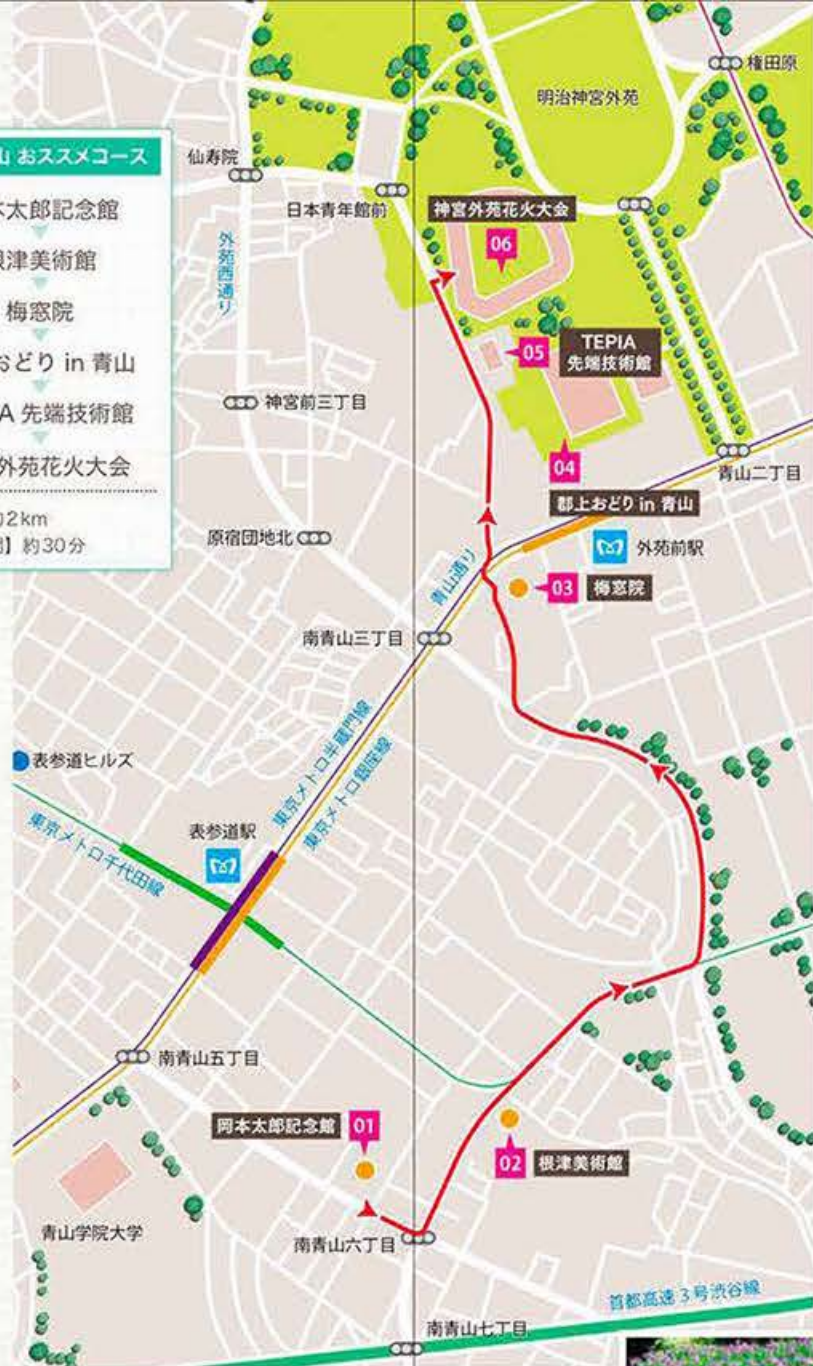 山 おススメコース
本太郎記念館
根津美術館
梅窓院
おどり in 青山
A 先端技術館
外苑花火大会
約2km
】約30分
権田原
明治神宮外苑
仙寿院
日本青年館前
外苑西通り
神宮外苑花火大会
06
05
TEPIA
先端技術館
神宮前三丁目
04
青山二丁目
郡上おどり in 青山
原宿団地北
外苑前駅
青山通り
03
梅窓院
南青山三丁目
東京メトロ半蔵門線
東京メトロ銀座線
表参道ヒルズ
東京メトロ千代田線
表参道駅
南青山五丁目
岡本太郎記念館
01
02
根津美術館
青山学院大学
南青山六丁目
首都高速3号渋谷線
南青山七丁目